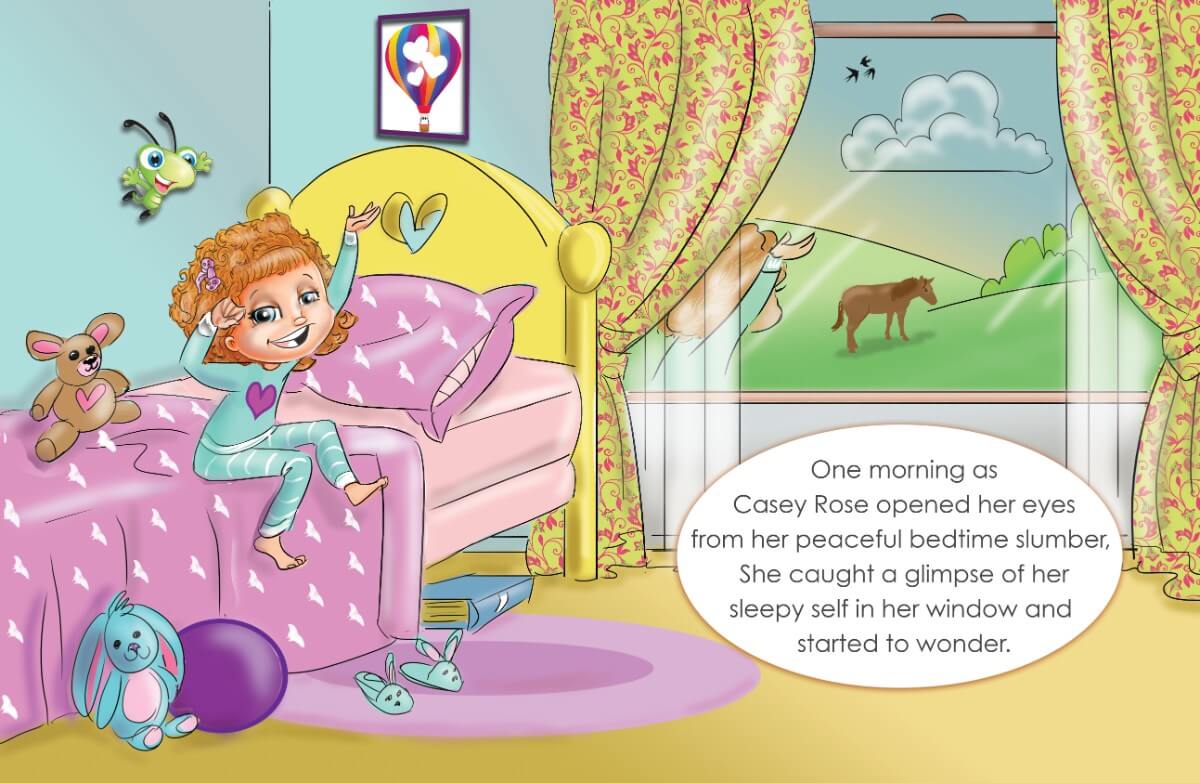 One morning as
Casey Rose opened her eyes
from her peaceful bedtime slumber,
She caught a glimpse of her
sleepy self in her window and
started to wonder.